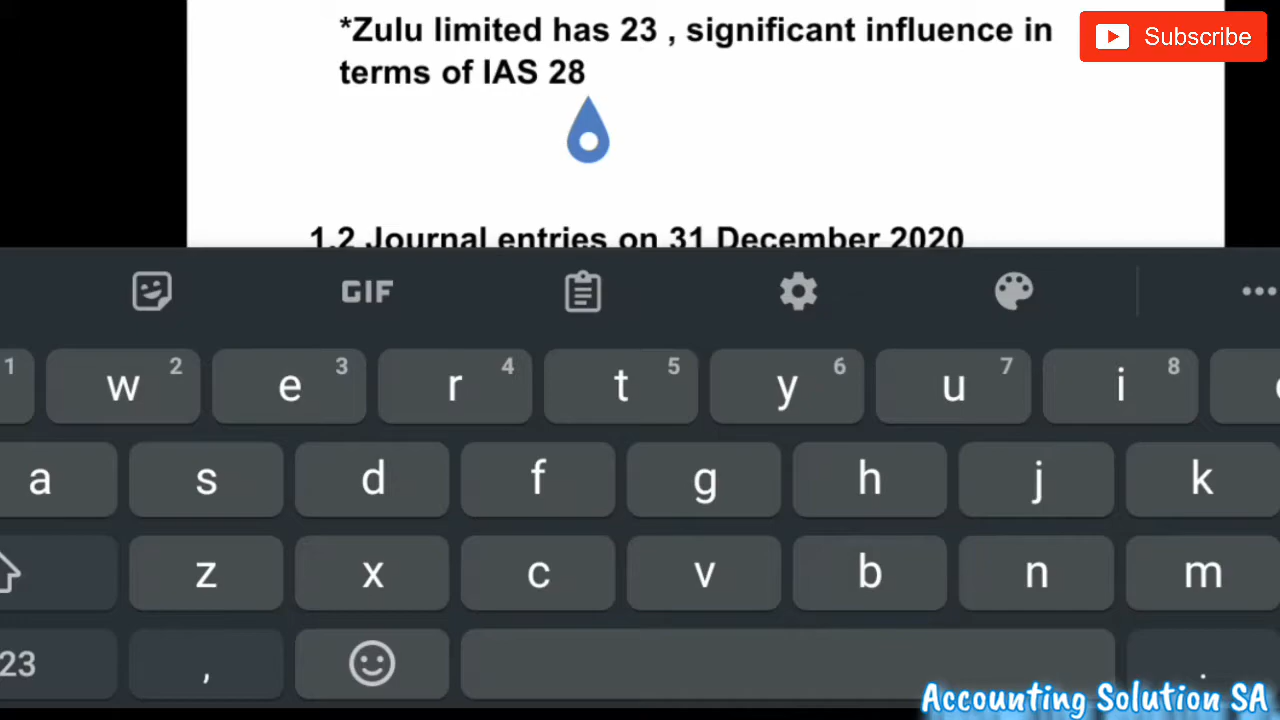 *Zulu limited has 23 , significant influence in
terms of IAS 28
Subscribe
1.2 Journal entries on 31 December 2020
GIF
1 w 2 e 3 r 4 t 5 y 6 u 7 i 8
a s d f g h j k
z x c v b n m
23 , .
Accounting Solution SA